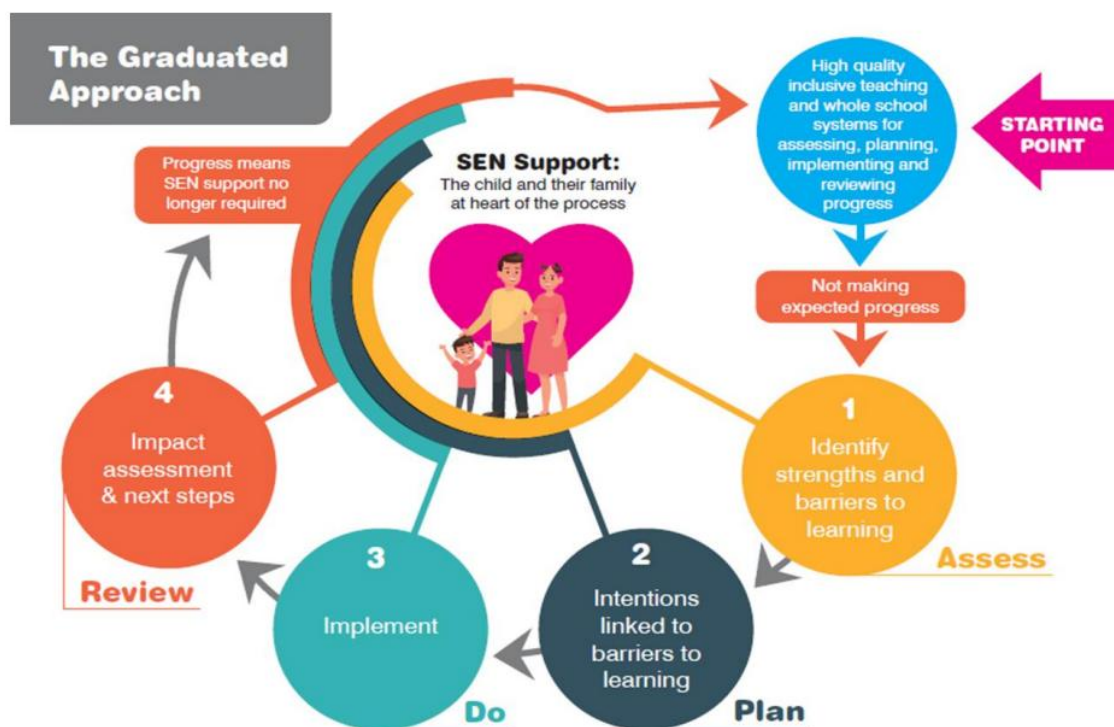 The Graduated
Approach
High quality
inclusive teaching
and whole school
systems for
assessing, planning,
implementing and
reviewing
progress
STARTING
POINT
Progress means
SEN support no
longer required
SEN Support:
The child and their family
at heart of the process
Not making
expected progress
1
Identify
strengths and
barriers to
learning
Assess
2
Intentions
linked to
barriers to
learning
Plan
3
Implement
Do
4
Impact
assessment
& next steps
Review